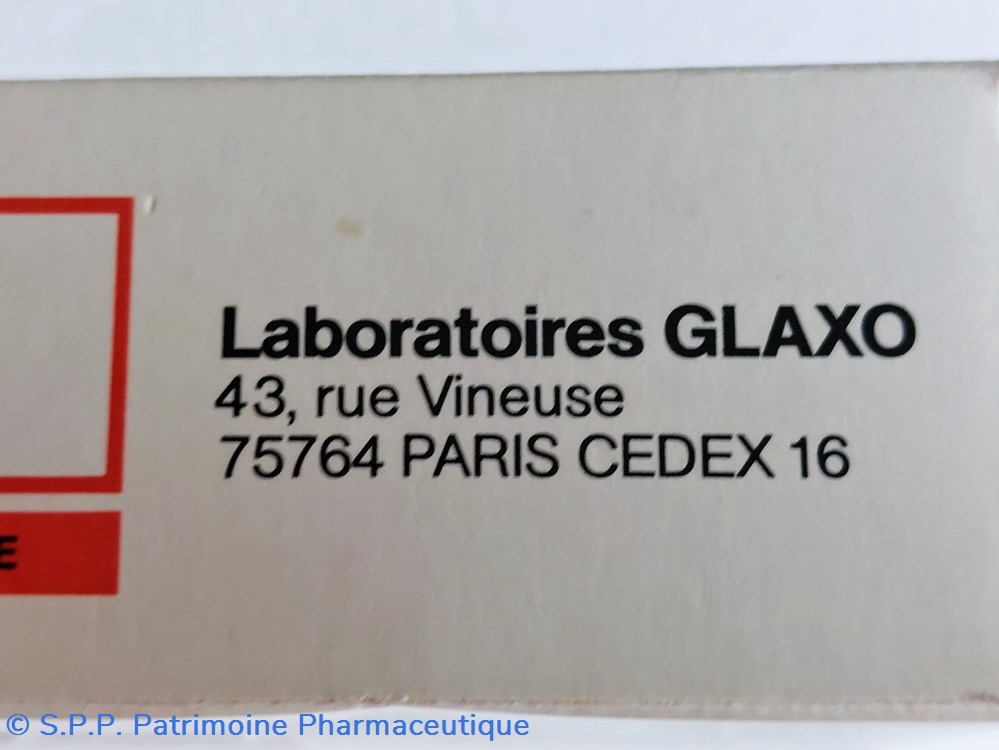 Laboratoires GLAXO
43, rue Vineuse
75764 PARIS CEDEX 16
E
© S.P.P. Patrimoine Pharmaceutique